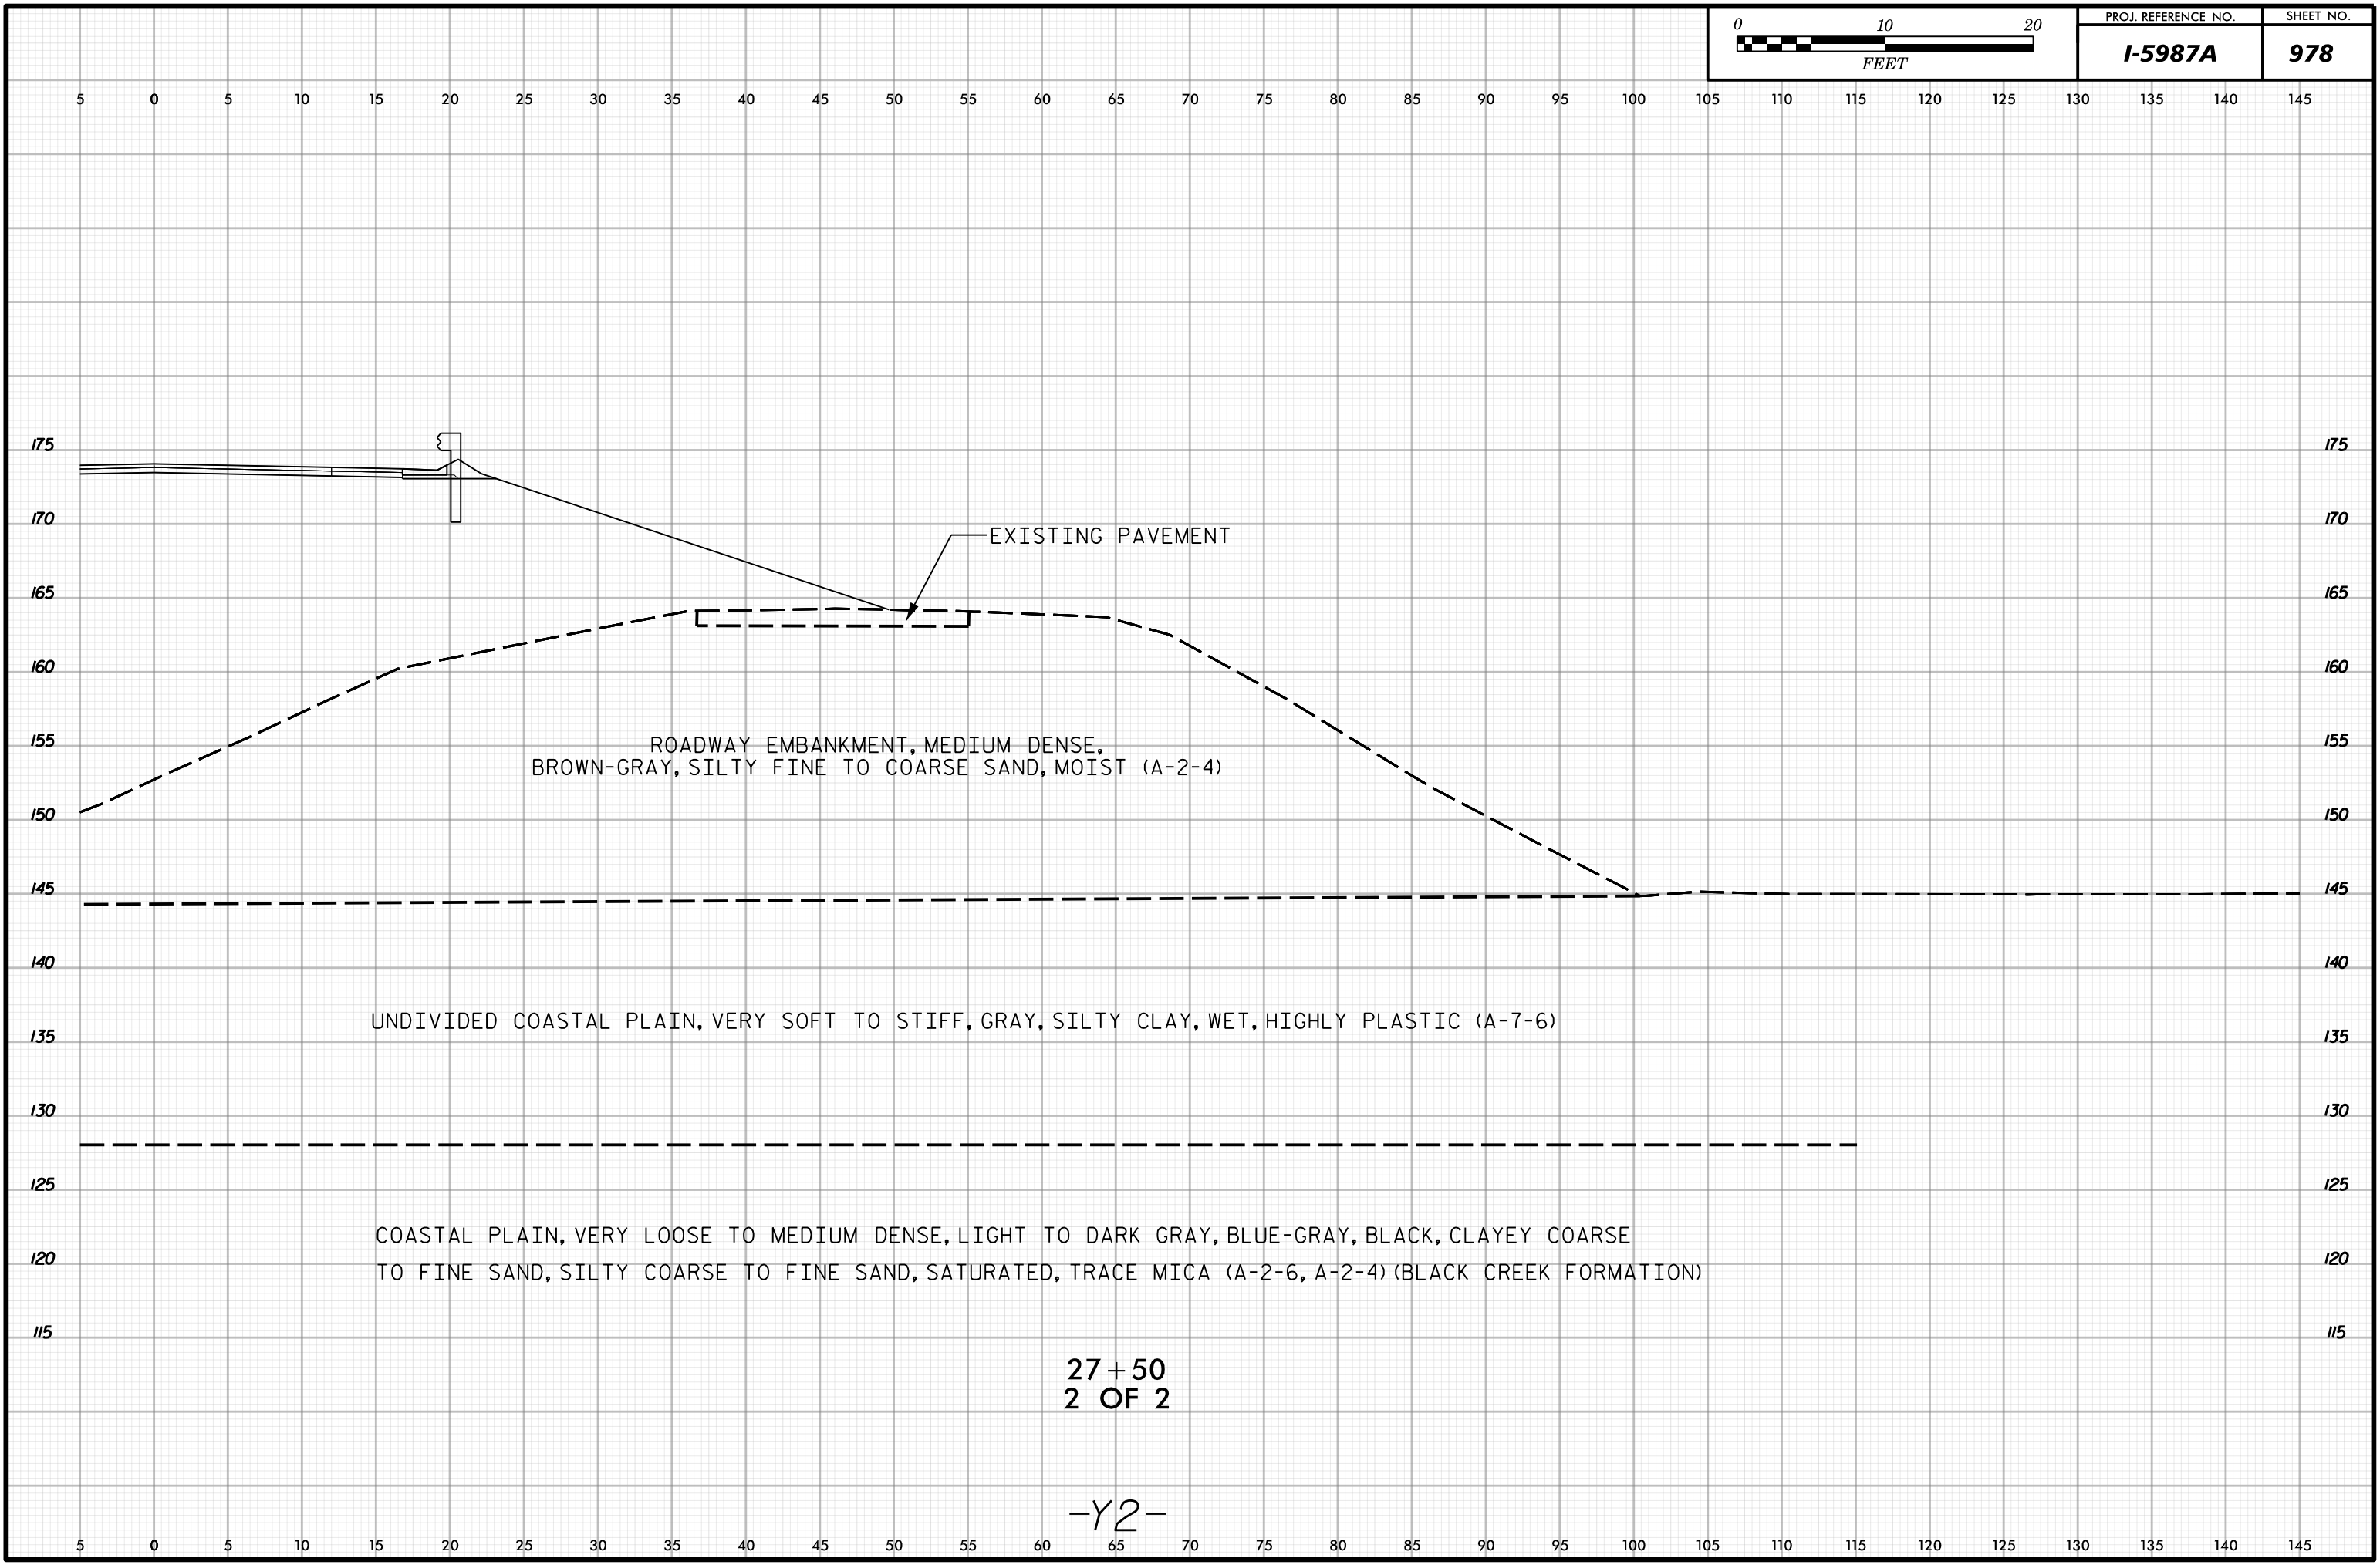 0 10 20
FEET
PROJ. REFERENCE NO.
SHEET NO.
I-5987A
978
5 0 5 10 15 20 25 30 35 40 45 50 55 60 65 70 75 80 85 90 95 100 105 110 115 120 125 130 135 140 145
175 175
170 170
EXISTING PAVEMENT
165 165
160 160
155 155
ROADWAY EMBANKMENT, MEDIUM DENSE,
BROWN-GRAY, SILTY FINE TO COARSE SAND, MOIST (A-2-4)
150 150
145 145
140 140
UNDIVIDED COASTAL PLAIN, VERY SOFT TO STIFF, GRAY, SILTY CLAY, WET, HIGHLY PLASTIC (A-7-6)
135 135
130 130
125 125
COASTAL PLAIN, VERY LOOSE TO MEDIUM DENSE, LIGHT TO DARK GRAY, BLUE-GRAY, BLACK, CLAYEY COARSE
120 120
TO FINE SAND, SILTY COARSE TO FINE SAND, SATURATED, TRACE MICA (A-2-6, A-2-4) (BLACK CREEK FORMATION)
115 115
27+50
2 OF 2
-Y2-
5 0 5 10 15 20 25 30 35 40 45 50 55 60 65 70 75 80 85 90 95 100 105 110 115 120 125 130 135 140 145